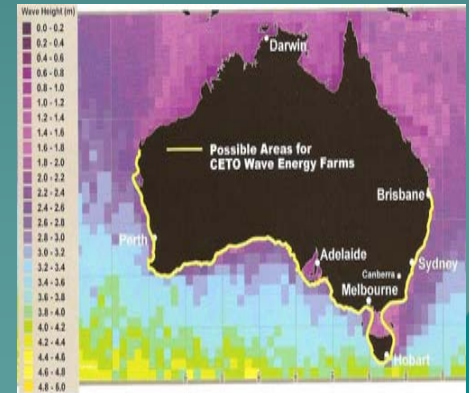 Wave Height (m)
0.0 - 0.2
0.2 - 0.4
0.4 - 0.6
0.6 - 0.8
0.8 - 1.0
1.0 - 1.2
1.2 - 1.4
1.4 - 1.6
1.6 - 1.8
1.8 - 2.0
2.0 - 2.2
2.2 - 2.4
2.4 - 2.6
2.6 - 2.8
2.8 - 3.0
3.0 - 3.2
3.2 - 3.4
3.4 - 3.6
3.6 - 3.8
3.8 - 4.0
4.0 - 4.2
4.2 - 4.4
4.4 - 4.6
4.6 - 4.8
4.8 - 5.0
Darwin
Possible Areas for
CETO Wave Energy Farms
Brisbane
Perth
Adelaide
Sydney
Canberra
Melbourne
Hobart